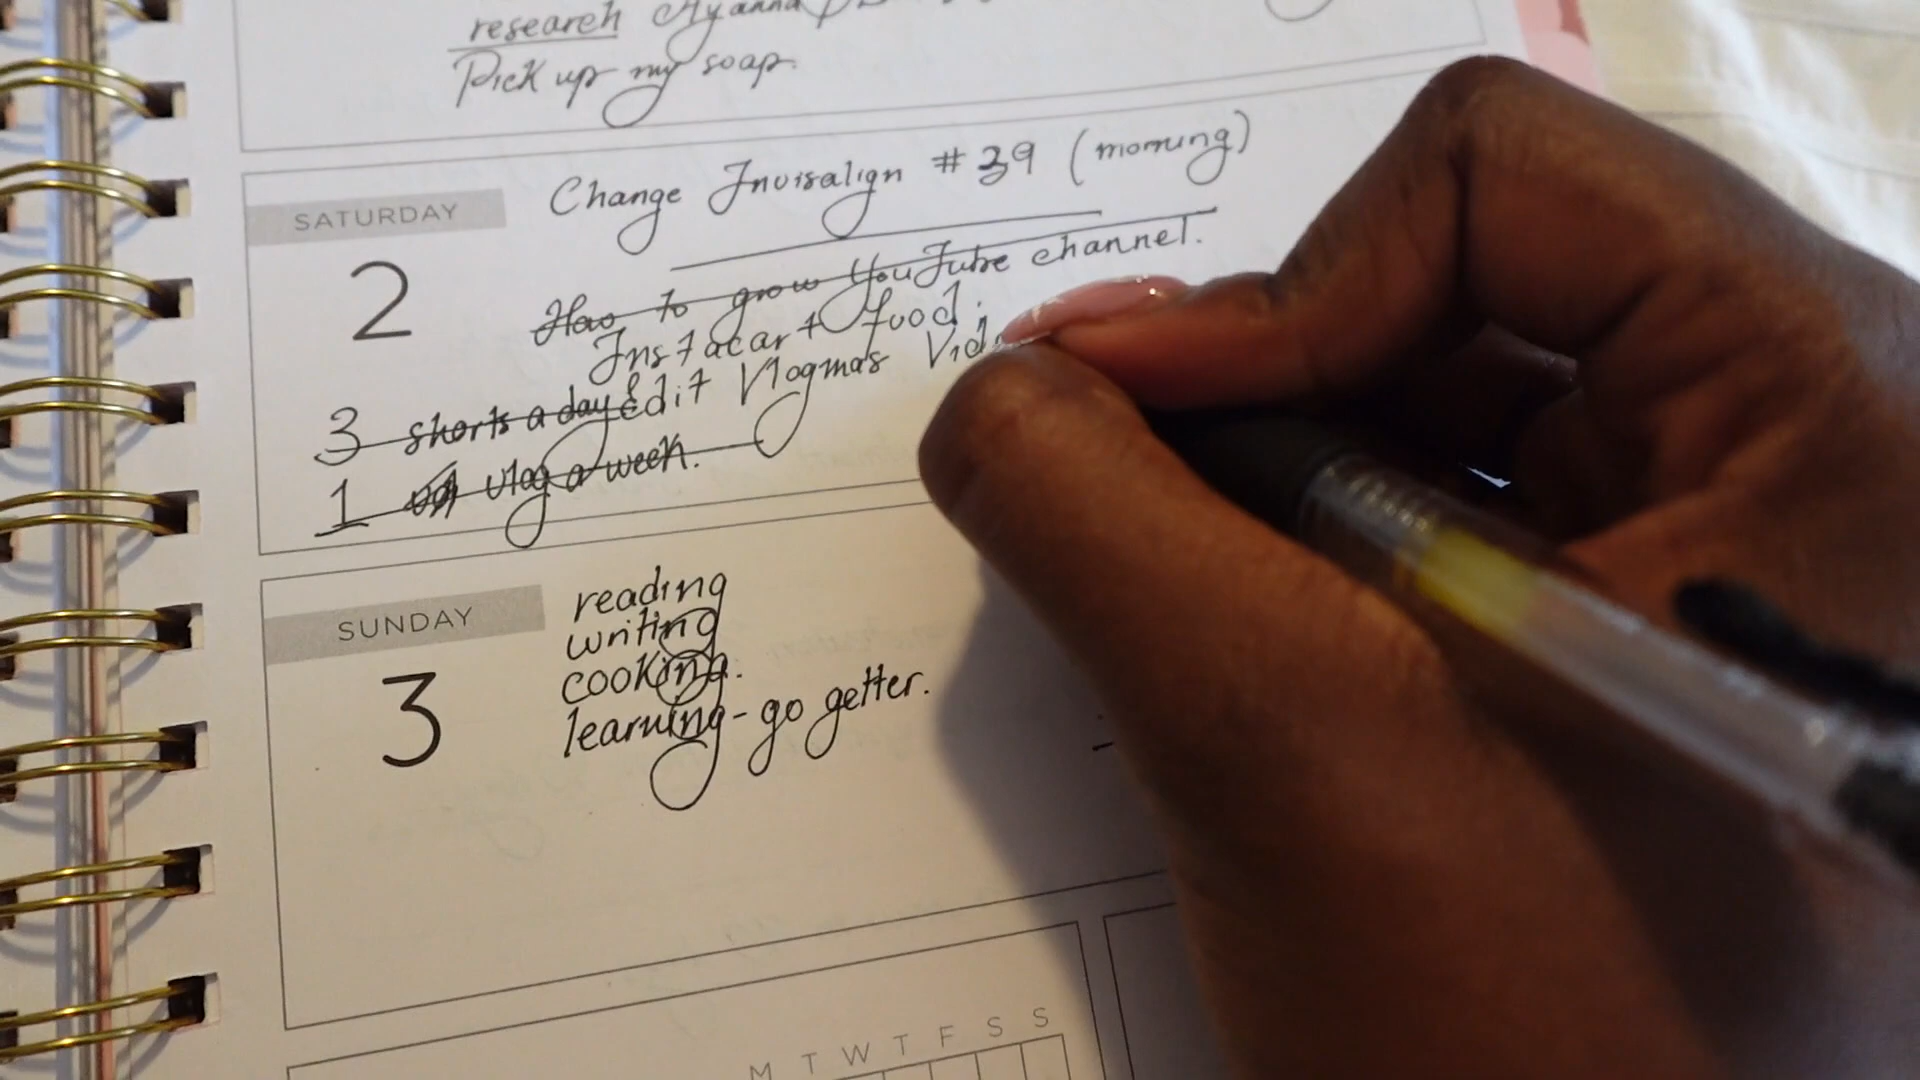 research Ayanna
Pick up my soap.
SATURDAY
2
Change Invisalign #39 (morning)
How to grow YouTube channel.
Instacart food.
3 shorts a day Edit Vlogmas
1 vlog a week.
SUNDAY
3
reading
writing
cooking.
learning - go getter.
M T W T F S S